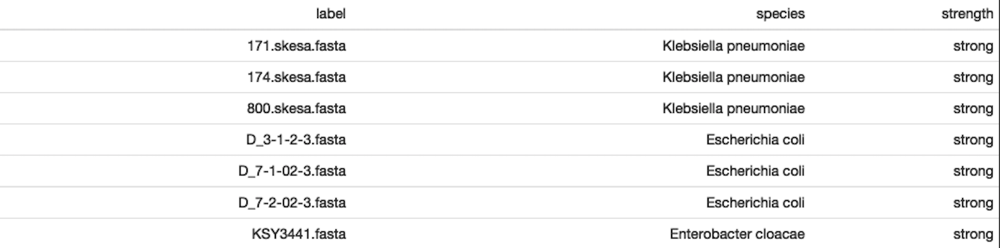 label species strength
171.skesa.fasta Klebsiella pneumoniae strong
174.skesa.fasta Klebsiella pneumoniae strong
800.skesa.fasta Klebsiella pneumoniae strong
D_3-1-2-3.fasta Escherichia coli strong
D_7-1-02-3.fasta Escherichia coli strong
D_7-2-02-3.fasta Escherichia coli strong
KSY3441.fasta Enterobacter cloacae strong